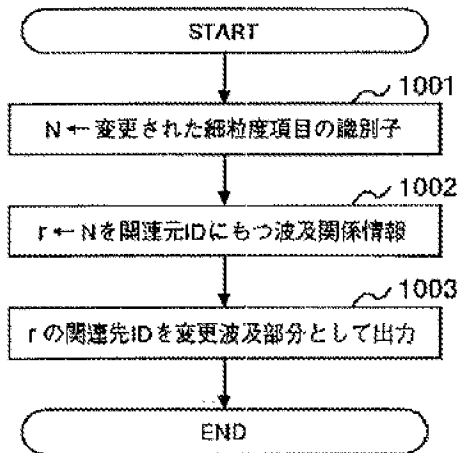 START
1001
N ← 変更された細粒度項目の識別子
1002
r ← Nを関連元IDにもつ波及関係情報
1003
rの関連先IDを変更波及部分として出力
END